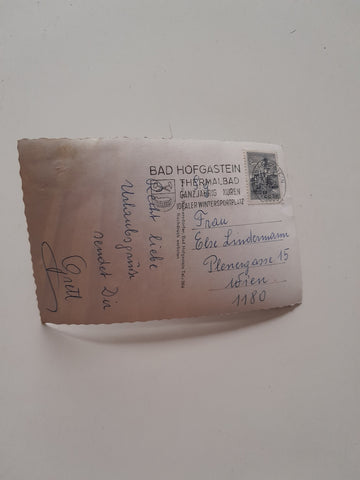 BAD HOFGASTEIN
THERMALBAD
GANZJÄHRIG KUREN
IDEALER WINTERSPORTPLATZ
Recht liebe
Urlaubsgrüsse
sendet Dir
Gretl
Frau
Else Lindermann
Plenergasse 15
Wien
1180